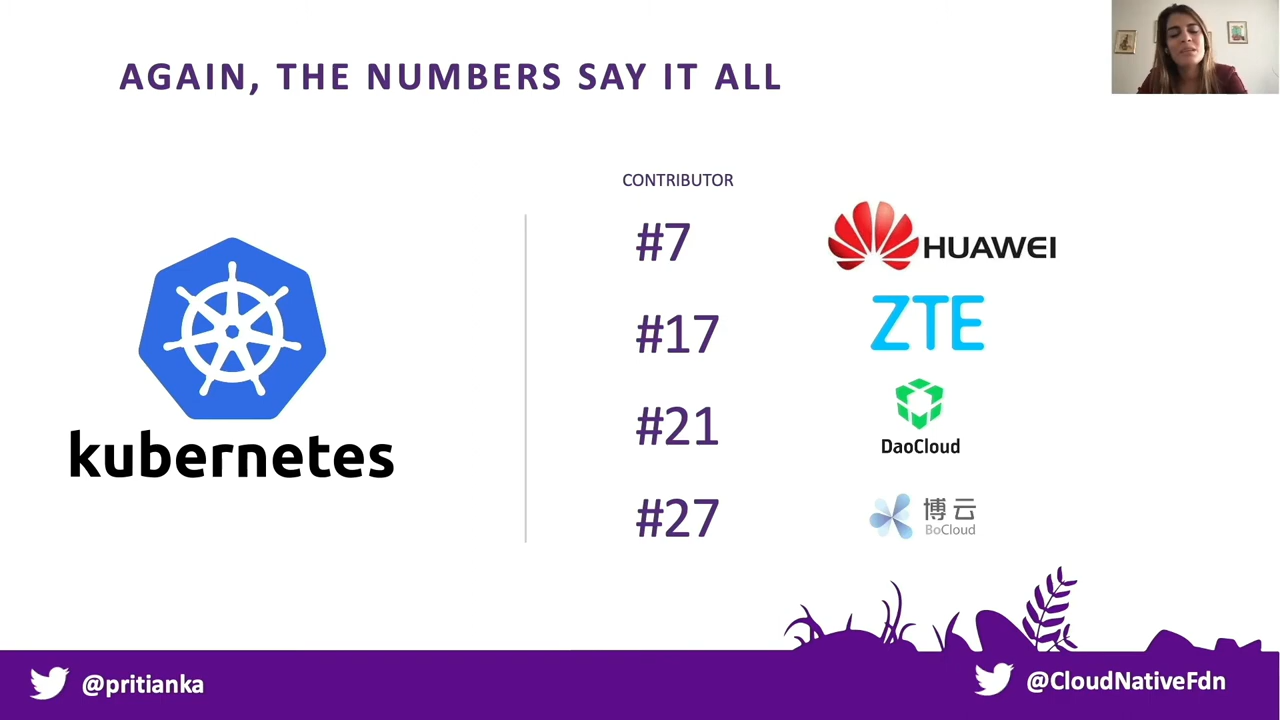 AGAIN, THE NUMBERS SAY IT ALL
CONTRIBUTOR
#7
HUAWEI
#17
ZTE
#21
DaoCloud
#27
博云
BoCloud
kubernetes
@pritianka
@CloudNativeFdn